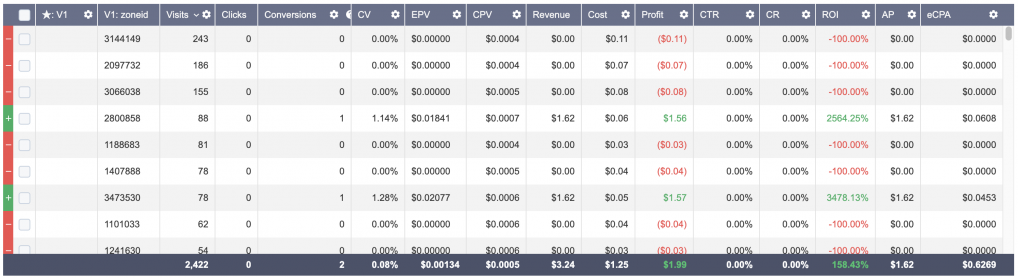 ★: V1 V1: zoneid Visits Clicks Conversions CV EPV CPV Revenue Cost Profit CTR CR ROI AP eCPA
− 3144149 243 0 0 0.00% $0.00000 $0.0004 $0.00 $0.11 ($0.11) 0.00% 0.00% -100.00% $0.00 $0.0000
− 2097732 186 0 0 0.00% $0.00000 $0.0004 $0.00 $0.07 ($0.07) 0.00% 0.00% -100.00% $0.00 $0.0000
− 3066038 155 0 0 0.00% $0.00000 $0.0005 $0.00 $0.08 ($0.08) 0.00% 0.00% -100.00% $0.00 $0.0000
+ 2800858 88 0 1 1.14% $0.01841 $0.0007 $1.62 $0.06 $1.56 0.00% 0.00% 2564.25% $1.62 $0.0608
− 1188683 81 0 0 0.00% $0.00000 $0.0004 $0.00 $0.03 ($0.03) 0.00% 0.00% -100.00% $0.00 $0.0000
− 1407888 78 0 0 0.00% $0.00000 $0.0005 $0.00 $0.04 ($0.04) 0.00% 0.00% -100.00% $0.00 $0.0000
+ 3473530 78 0 1 1.28% $0.02077 $0.0006 $1.62 $0.05 $1.57 0.00% 0.00% 3478.13% $1.62 $0.0453
− 1101033 62 0 0 0.00% $0.00000 $0.0006 $0.00 $0.04 ($0.04) 0.00% 0.00% -100.00% $0.00 $0.0000
− 1241630 54 0 0 0.00% $0.00000 $0.0006 $0.00 $0.03 ($0.03) 0.00% 0.00% -100.00% $0.00 $0.0000
2,422 0 2 0.08% $0.00134 $0.0005 $3.24 $1.25 $1.99 0.00% 0.00% 158.43% $1.62 $0.6269